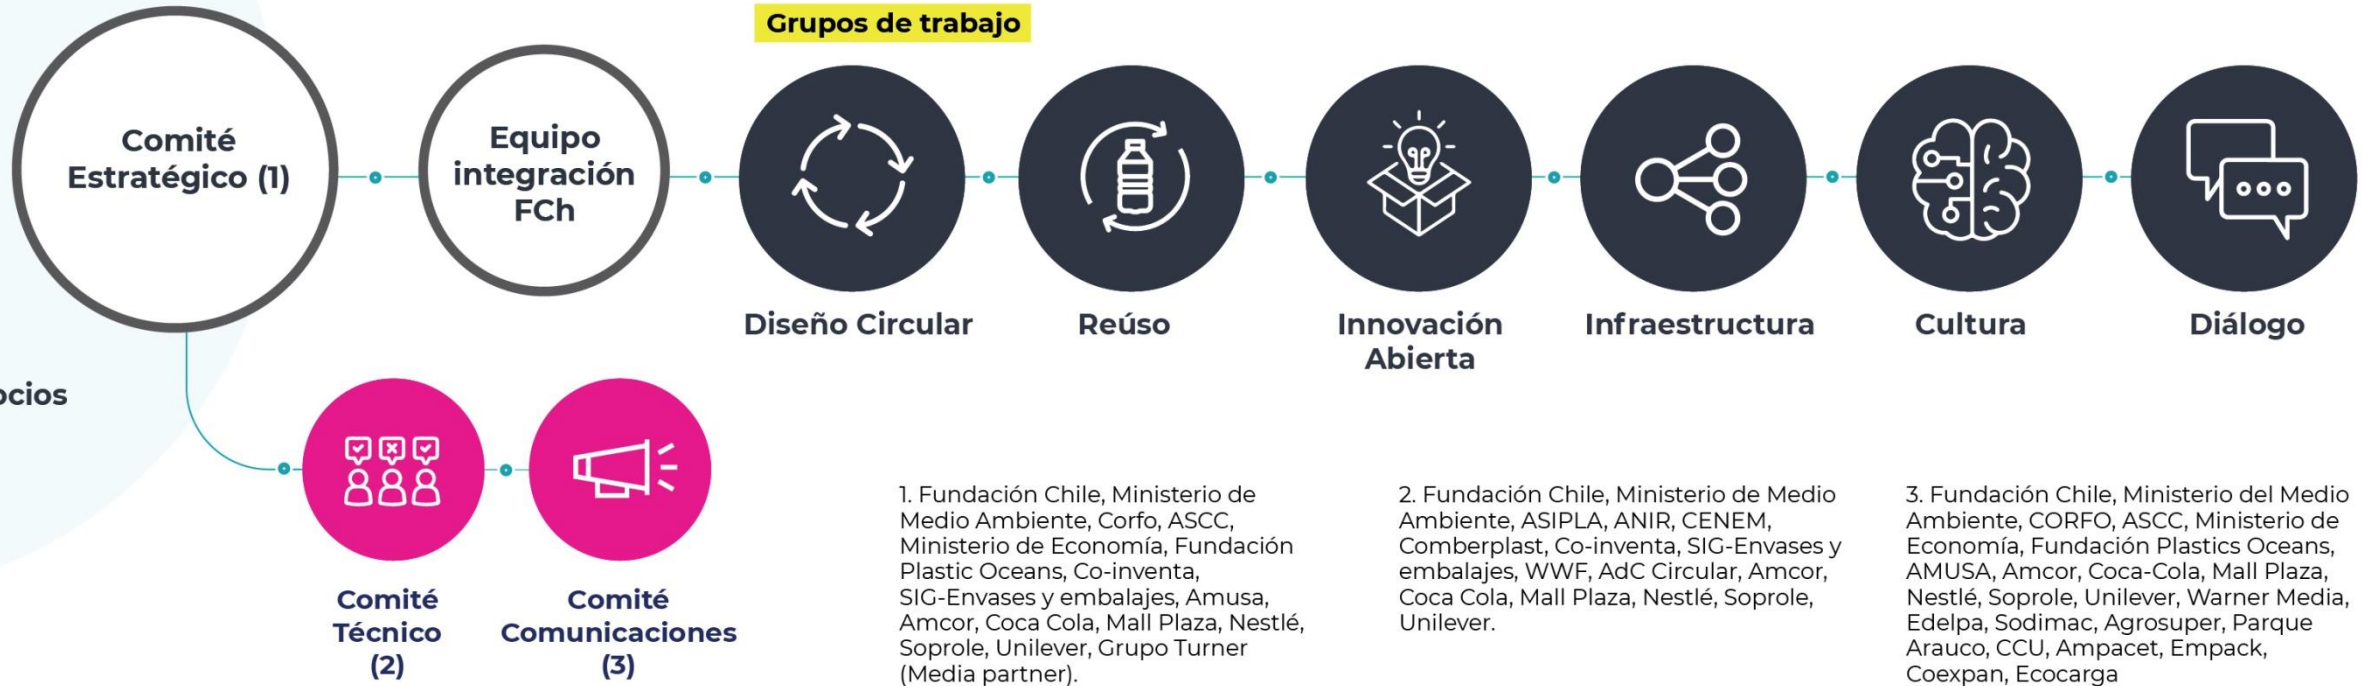 Grupos de trabajo
Comité
Estratégico (1)
Equipo
integración
FCh
Diseño Circular
Reúso
Innovación
Abierta
Infraestructura
Cultura
Diálogo
Comité
Técnico
(2)
Comité
Comunicaciones
(3)
1. Fundación Chile, Ministerio de
Medio Ambiente, Corfo, ASCC,
Ministerio de Economía, Fundación
Plastic Oceans, Co-inventa,
SIG-Envases y embalajes, Amusa,
Amcor, Coca Cola, Mall Plaza, Nestlé,
Soprole, Unilever, Grupo Turner
(Media partner).
2. Fundación Chile, Ministerio de Medio
Ambiente, ASIPLA, ANIR, CENEM,
Comberplast, Co-inventa, SIG-Envases y
embalajes, WWF, AdC Circular, Amcor,
Coca Cola, Mall Plaza, Nestlé, Soprole,
Unilever.
3. Fundación Chile, Ministerio del Medio
Ambiente, CORFO, ASCC, Ministerio de
Economía, Fundación Plastics Oceans,
AMUSA, Amcor, Coca-Cola, Mall Plaza,
Nestlé, Soprole, Unilever, Warner Media,
Edelpa, Sodimac, Agrosuper, Parque
Arauco, CCU, Ampacet, Empack,
Coexpan, Ecocarga